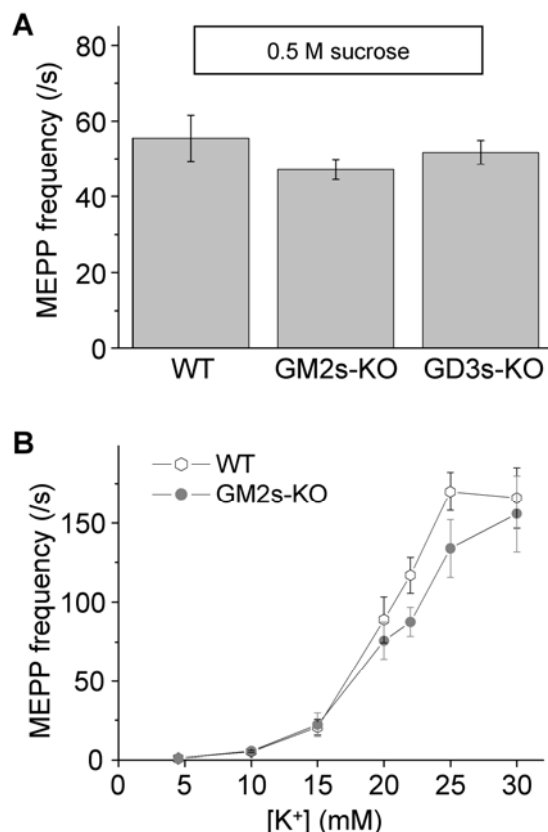 A
MEPP frequency (/s)
80
60
40
20
0
0.5 M sucrose
WT GM2s-KO GD3s-KO
B
MEPP frequency (/s)
150
100
50
0
WT
GM2s-KO
0 5 10 15 20 25 30
[K⁺] (mM)